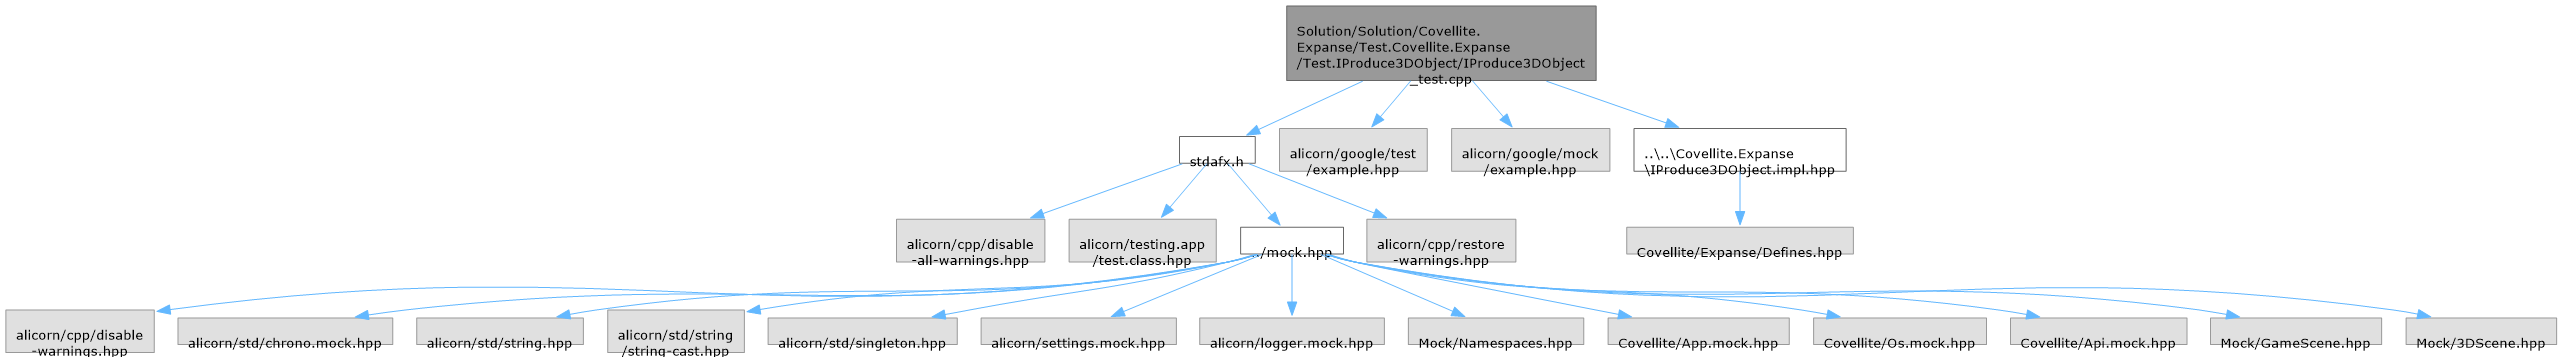 Solution/Solution/Covellite.
Expanse/Test.Covellite.Expanse
/Test.IProduce3DObject/IProduce3DObject
_test.cpp
stdafx.h
alicorn/google/test
/example.hpp
alicorn/google/mock
/example.hpp
..\..\Covellite.Expanse
\IProduce3DObject.impl.hpp
alicorn/cpp/disable
-all-warnings.hpp
alicorn/testing.app
/test.class.hpp
../mock.hpp
alicorn/cpp/restore
-warnings.hpp
Covellite/Expanse/Defines.hpp
alicorn/cpp/disable
-warnings.hpp
alicorn/std/chrono.mock.hpp
alicorn/std/string.hpp
alicorn/std/string
/string-cast.hpp
alicorn/std/singleton.hpp
alicorn/settings.mock.hpp
alicorn/logger.mock.hpp
Mock/Namespaces.hpp
Covellite/App.mock.hpp
Covellite/Os.mock.hpp
Covellite/Api.mock.hpp
Mock/GameScene.hpp
Mock/3DScene.hpp